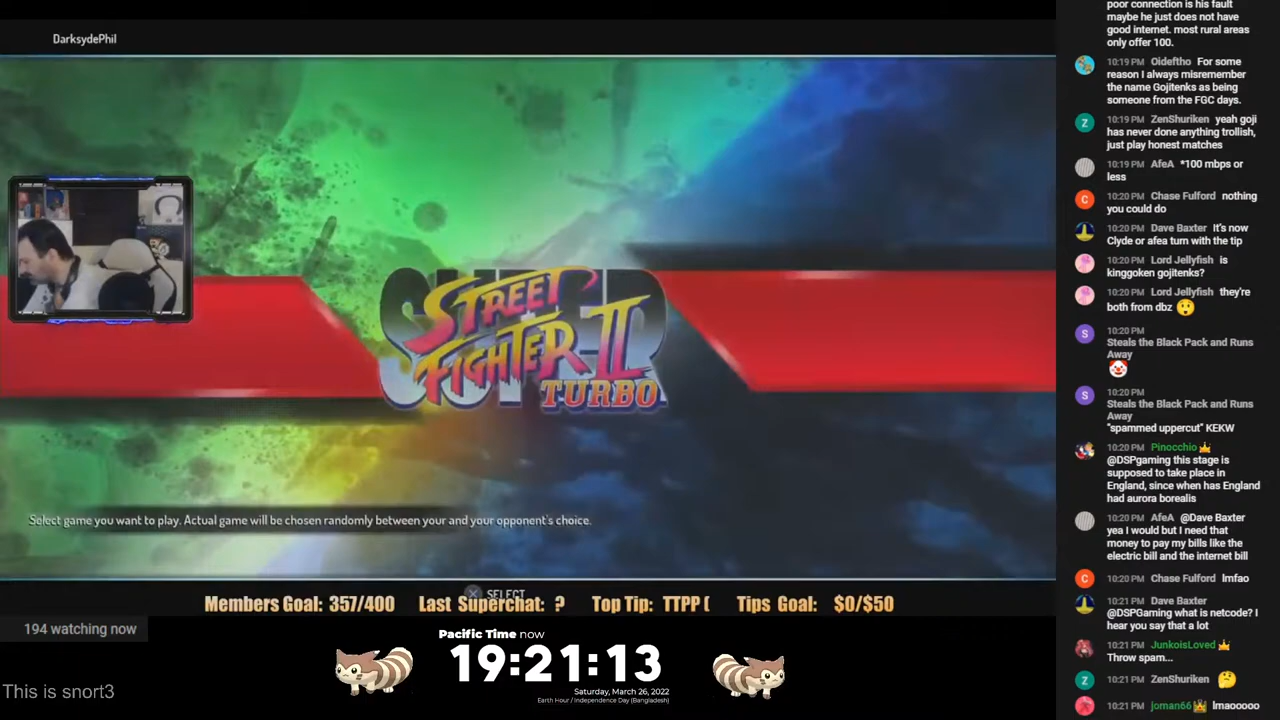 DarksydePhil
SUPER
STREET
FIGHTER II
TURBO
Select game you want to play. Actual game will be chosen randomly between your and your opponent's choice.
SELECT
Members Goal: 357/400 Last Superchat: ? Top Tip: TTPP ( Tips Goal: $0/$50
194 watching now
Pacific Time now
19:21:13
Saturday, March 26, 2022
Earth Hour / Independence Day (Bangladesh)
This is snort3
poor connection is his fault
maybe he just does not have
good internet. most rural areas
only offer 100.
10:19 PM Oideftho For some
reason I always misremember
the name Gojitenks as being
someone from the FGC days.
Z 10:19 PM ZenShuriken yeah goji
has never done anything trollish,
just play honest matches
10:19 PM AfeA *100 mbps or
less
C 10:20 PM Chase Fulford nothing
you could do
10:20 PM Dave Baxter It's now
Clyde or afea turn with the tip
10:20 PM Lord Jellyfish is
kinggoken gojitenks?
10:20 PM Lord Jellyfish they're
both from dbz 😲
S 10:20 PM
Steals the Black Pack and Runs
Away
🤡
S 10:20 PM
Steals the Black Pack and Runs
Away
"spammed uppercut" KEKW
10:20 PM Pinocchio
@DSPgaming this stage is
supposed to take place in
England, since when has England
had aurora borealis
10:20 PM AfeA @Dave Baxter
yea I would but I need that
money to pay my bills like the
electric bill and the internet bill
C 10:20 PM Chase Fulford lmfao
10:21 PM Dave Baxter
@DSPGaming what is netcode? I
hear you say that a lot
10:21 PM JunkoisLoved
Throw spam...
Z 10:21 PM ZenShuriken 🤔
10:21 PM joman66 lmaooooo